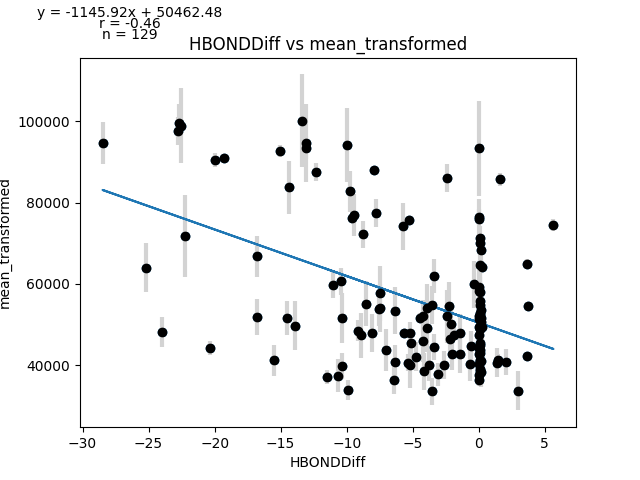 y = -1145.92x + 50462.48
r = -0.46
n = 129
HBONDDiff vs mean_transformed
mean_transformed
100000
80000
60000
40000
−30
−25
−20
−15
−10
−5
0
5
HBONDDiff